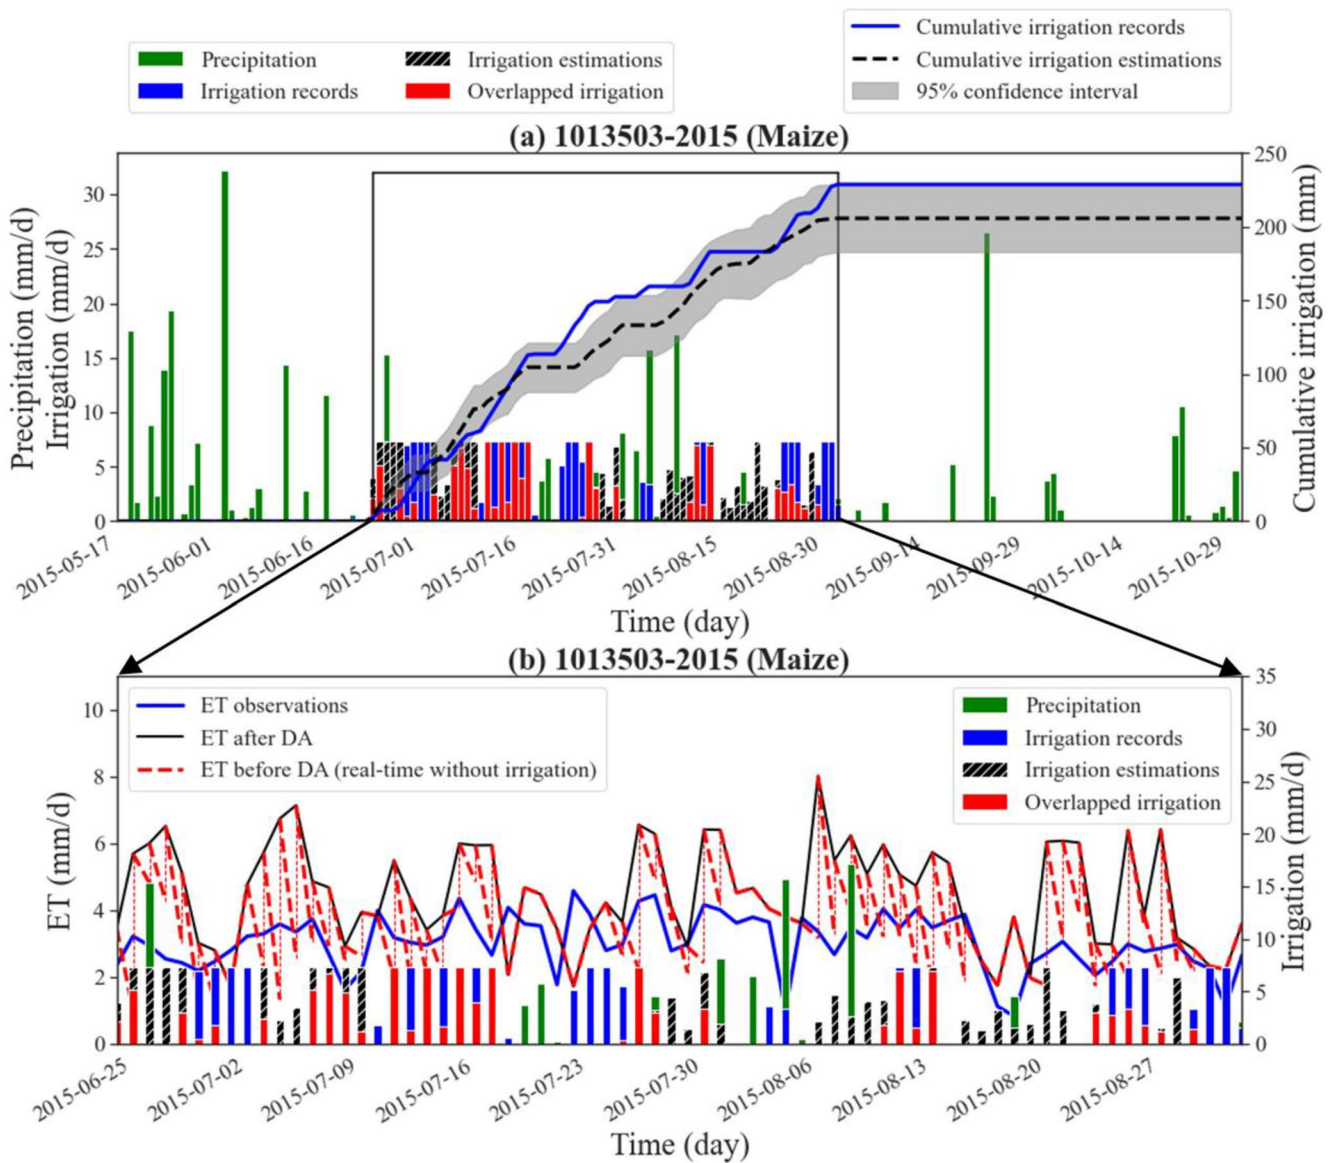 Precipitation
Irrigation estimations
Irrigation records
Overlapped irrigation
Cumulative irrigation records
Cumulative irrigation estimations
95% confidence interval
(a) 1013503-2015 (Maize)
Precipitation (mm/d)
Irrigation (mm/d)
30
25
20
15
10
5
0
250
200
150
100
50
0
Cumulative irrigation (mm)
2015-05-17
2015-06-01
2015-06-16
2015-07-01
2015-07-16
2015-07-31
2015-08-15
2015-08-30
2015-09-14
2015-09-29
2015-10-14
2015-10-29
Time (day)
(b) 1013503-2015 (Maize)
ET observations
ET after DA
ET before DA (real-time without irrigation)
Precipitation
Irrigation records
Irrigation estimations
Overlapped irrigation
ET (mm/d)
10
8
6
4
2
0
35
30
25
20
15
10
5
0
Irrigation (mm/d)
2015-06-25
2015-07-02
2015-07-09
2015-07-16
2015-07-23
2015-07-30
2015-08-06
2015-08-13
2015-08-20
2015-08-27
Time (day)